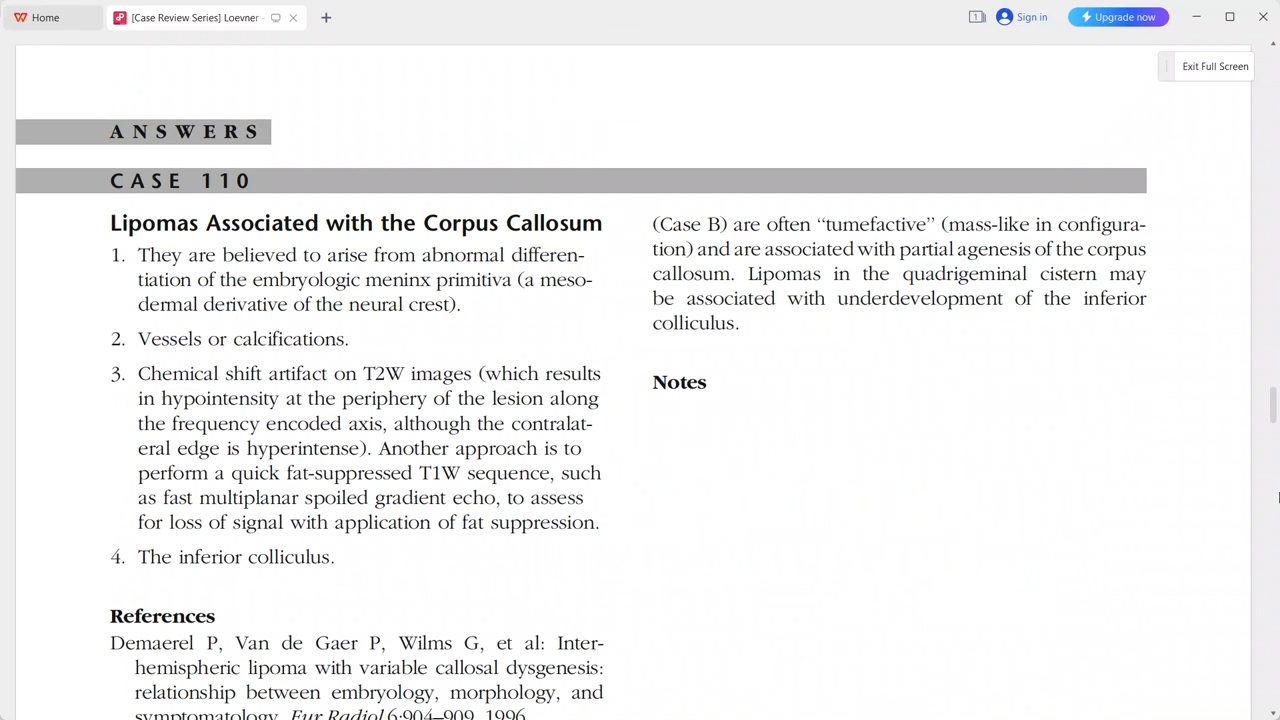 Home
[Case Review Series] Loevner -
Sign in
Upgrade now
Exit Full Screen
ANSWERS
CASE 110
Lipomas Associated with the Corpus Callosum
1. They are believed to arise from abnormal differen-
tiation of the embryologic meninx primitiva (a meso-
dermal derivative of the neural crest).
2. Vessels or calcifications.
3. Chemical shift artifact on T2W images (which results
in hypointensity at the periphery of the lesion along
the frequency encoded axis, although the contralat-
eral edge is hyperintense). Another approach is to
perform a quick fat-suppressed T1W sequence, such
as fast multiplanar spoiled gradient echo, to assess
for loss of signal with application of fat suppression.
4. The inferior colliculus.
References
Demaerel P, Van de Gaer P, Wilms G, et al: Inter-
hemispheric lipoma with variable callosal dysgenesis:
relationship between embryology, morphology, and
symptomatology. Eur Radiol 6:904–909, 1996.
(Case B) are often “tumefactive” (mass-like in configura-
tion) and are associated with partial agenesis of the corpus
callosum. Lipomas in the quadrigeminal cistern may
be associated with underdevelopment of the inferior
colliculus.
Notes